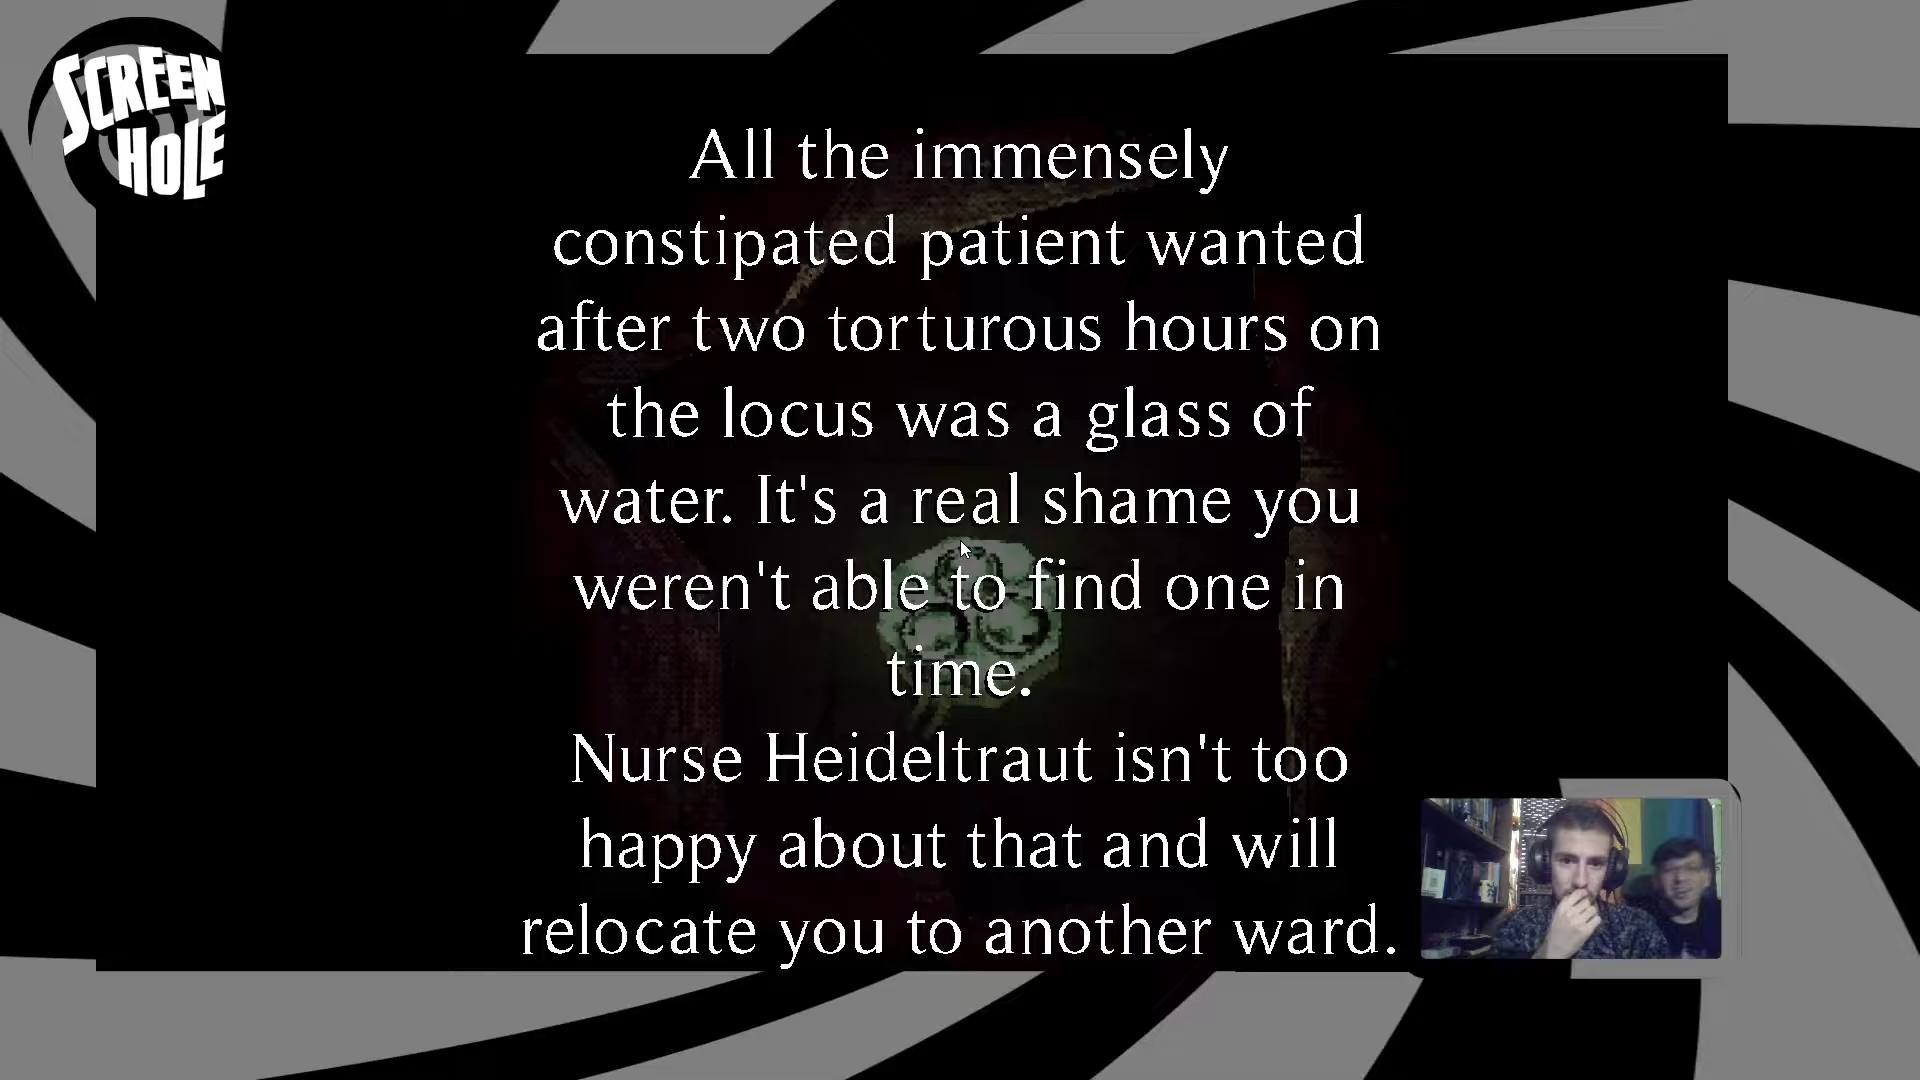 SCREEN
HOLE
All the immensely
constipated patient wanted
after two torturous hours on
the locus was a glass of
water. It's a real shame you
weren't able to find one in
time.
Nurse Heideltraut isn't too
happy about that and will
relocate you to another ward.